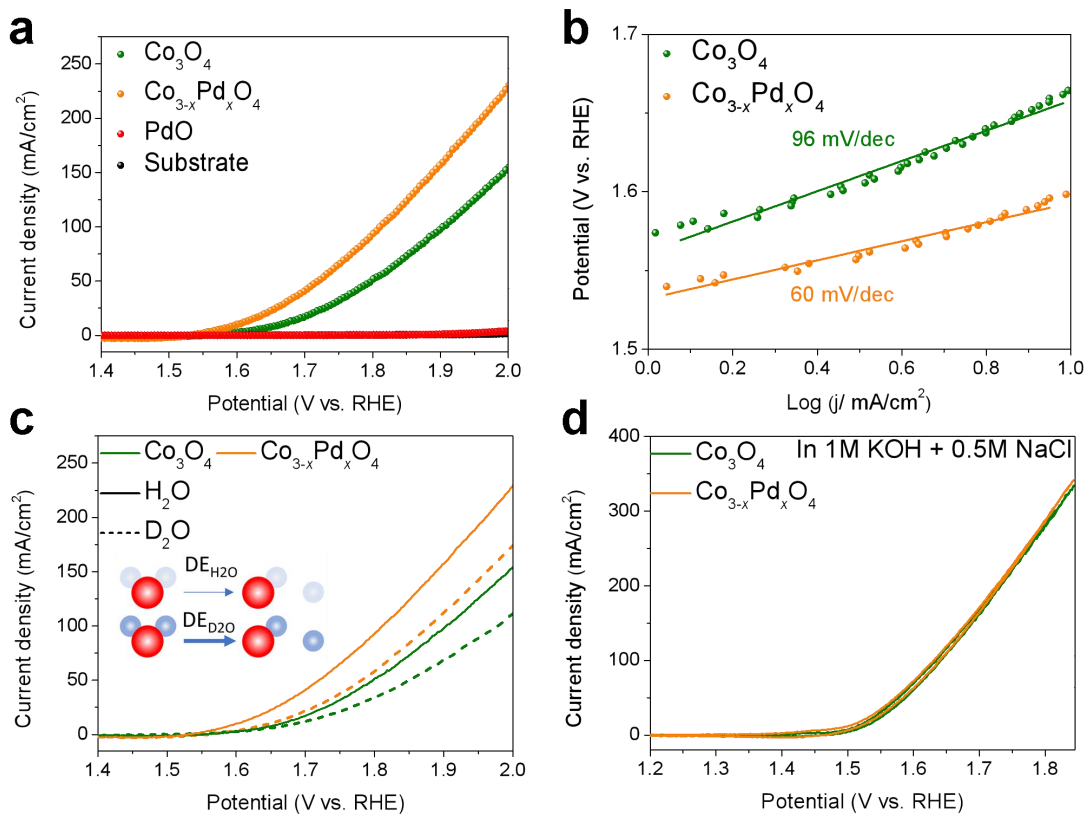 a
250
200
150
100
50
0
Current density (mA/cm²)
Co₃O₄
Co₃₋ₓPdₓO₄
PdO
Substrate
1.4 1.5 1.6 1.7 1.8 1.9 2.0
Potential (V vs. RHE)
b
1.7
1.6
1.5
Potential (V vs. RHE)
Co₃O₄
Co₃₋ₓPdₓO₄
96 mV/dec
60 mV/dec
0.0 0.2 0.4 0.6 0.8 1.0
Log (j/ mA/cm²)
c
250
200
150
100
50
0
Current density (mA/cm²)
Co₃O₄ Co₃₋ₓPdₓO₄
H₂O
D₂O
DE_H2O
DE_D2O
1.4 1.5 1.6 1.7 1.8 1.9 2.0
Potential (V vs. RHE)
d
400
300
200
100
0
Current density (mA/cm²)
In 1M KOH + 0.5M NaCl
Co₃O₄
Co₃₋ₓPdₓO₄
1.2 1.3 1.4 1.5 1.6 1.7 1.8
Potential (V vs. RHE)